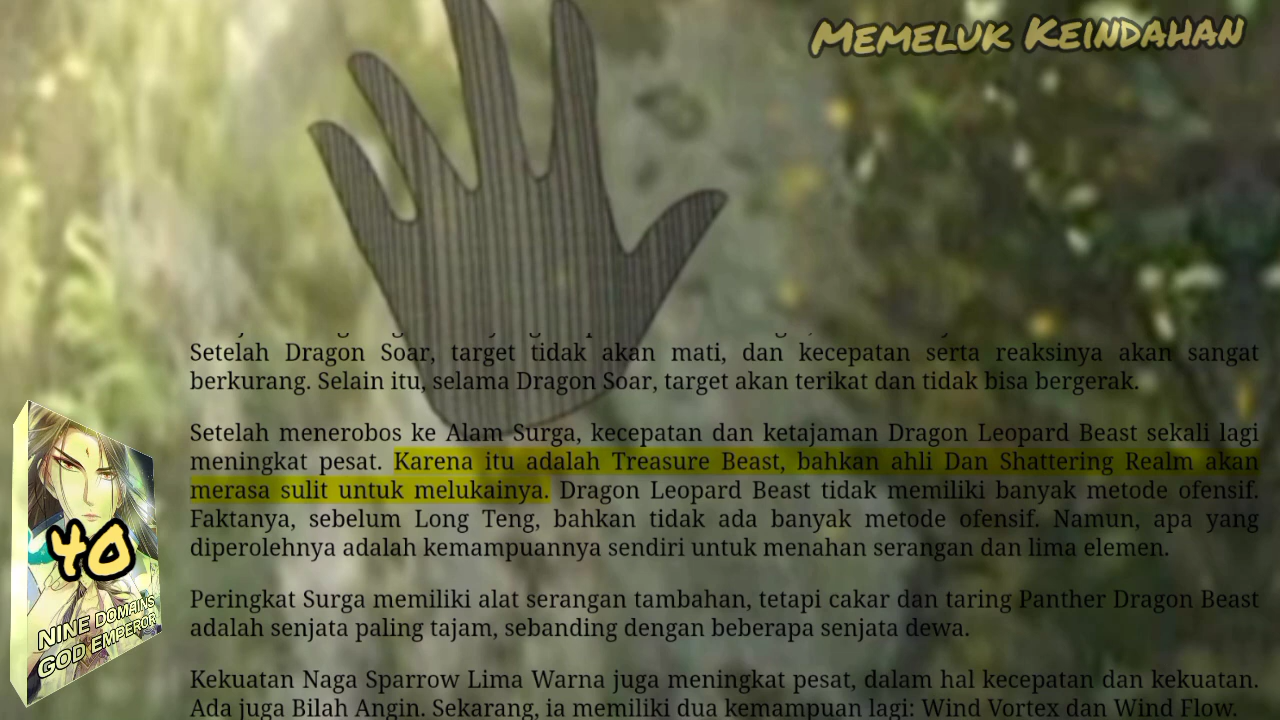 Memeluk Keindahan
Setelah Dragon Soar, target tidak akan mati, dan kecepatan serta reaksinya akan sangat
berkurang. Selain itu, selama Dragon Soar, target akan terikat dan tidak bisa bergerak.
Setelah menerobos ke Alam Surga, kecepatan dan ketajaman Dragon Leopard Beast sekali lagi
meningkat pesat. Karena itu adalah Treasure Beast, bahkan ahli Dan Shattering Realm akan
merasa sulit untuk melukainya. Dragon Leopard Beast tidak memiliki banyak metode ofensif.
Faktanya, sebelum Long Teng, bahkan tidak ada banyak metode ofensif. Namun, apa yang
diperolehnya adalah kemampuannya sendiri untuk menahan serangan dan lima elemen.
Peringkat Surga memiliki alat serangan tambahan, tetapi cakar dan taring Panther Dragon Beast
adalah senjata paling tajam, sebanding dengan beberapa senjata dewa.
Kekuatan Naga Sparrow Lima Warna juga meningkat pesat, dalam hal kecepatan dan kekuatan.
Ada juga Bilah Angin. Sekarang, ia memiliki dua kemampuan lagi: Wind Vortex dan Wind Flow.
40
NINE DOMAINS
GOD EMPEROR